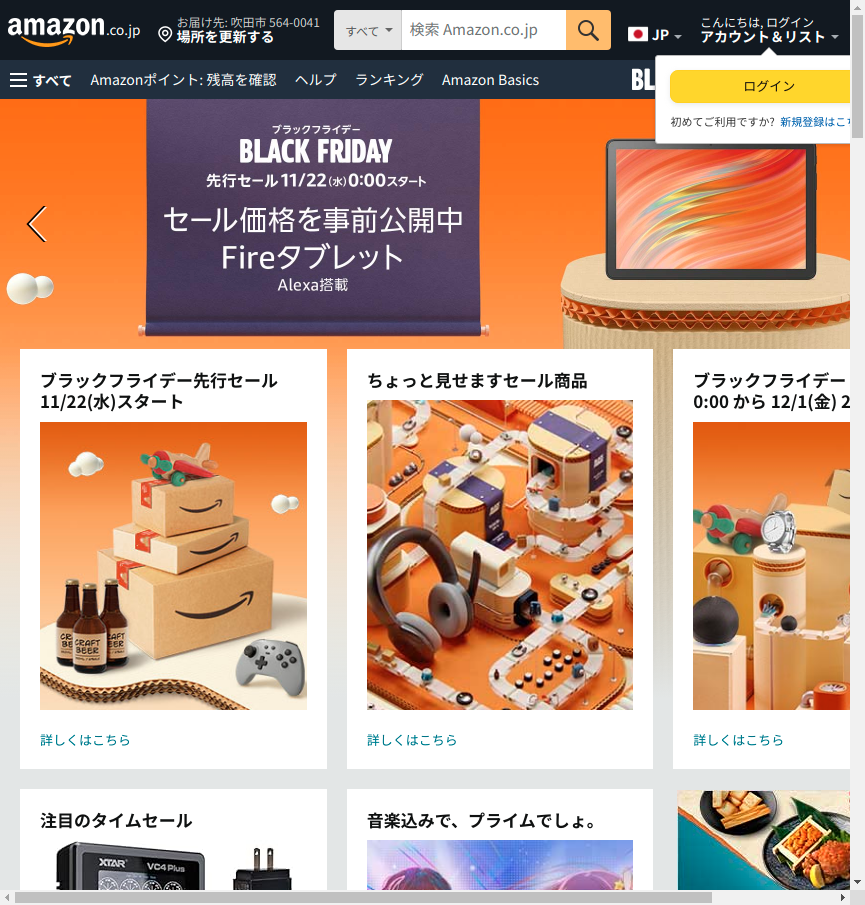 amazon.co.jp
お届け先: 吹田市 564-0041
場所を更新する
すべて
検索 Amazon.co.jp
JP
こんにちは, ログイン
アカウント＆リスト
すべて
Amazonポイント: 残高を確認
ヘルプ
ランキング
Amazon Basics
BL
ログイン
初めてご利用ですか? 新規登録はこち
ブラックフライデー
BLACK FRIDAY
先行セール 11/22(水)0:00スタート
セール価格を事前公開中
Fireタブレット
Alexa搭載
ブラックフライデー先行セール
11/22(水)スタート
CRAFT
BEER
詳しくはこちら
ちょっと見せますセール商品
詳しくはこちら
ブラックフライデー
0:00 から 12/1(金) 2
詳しくはこちら
注目のタイムセール
XTAR
VC4 Plus
音楽込みで、プライムでしょ。